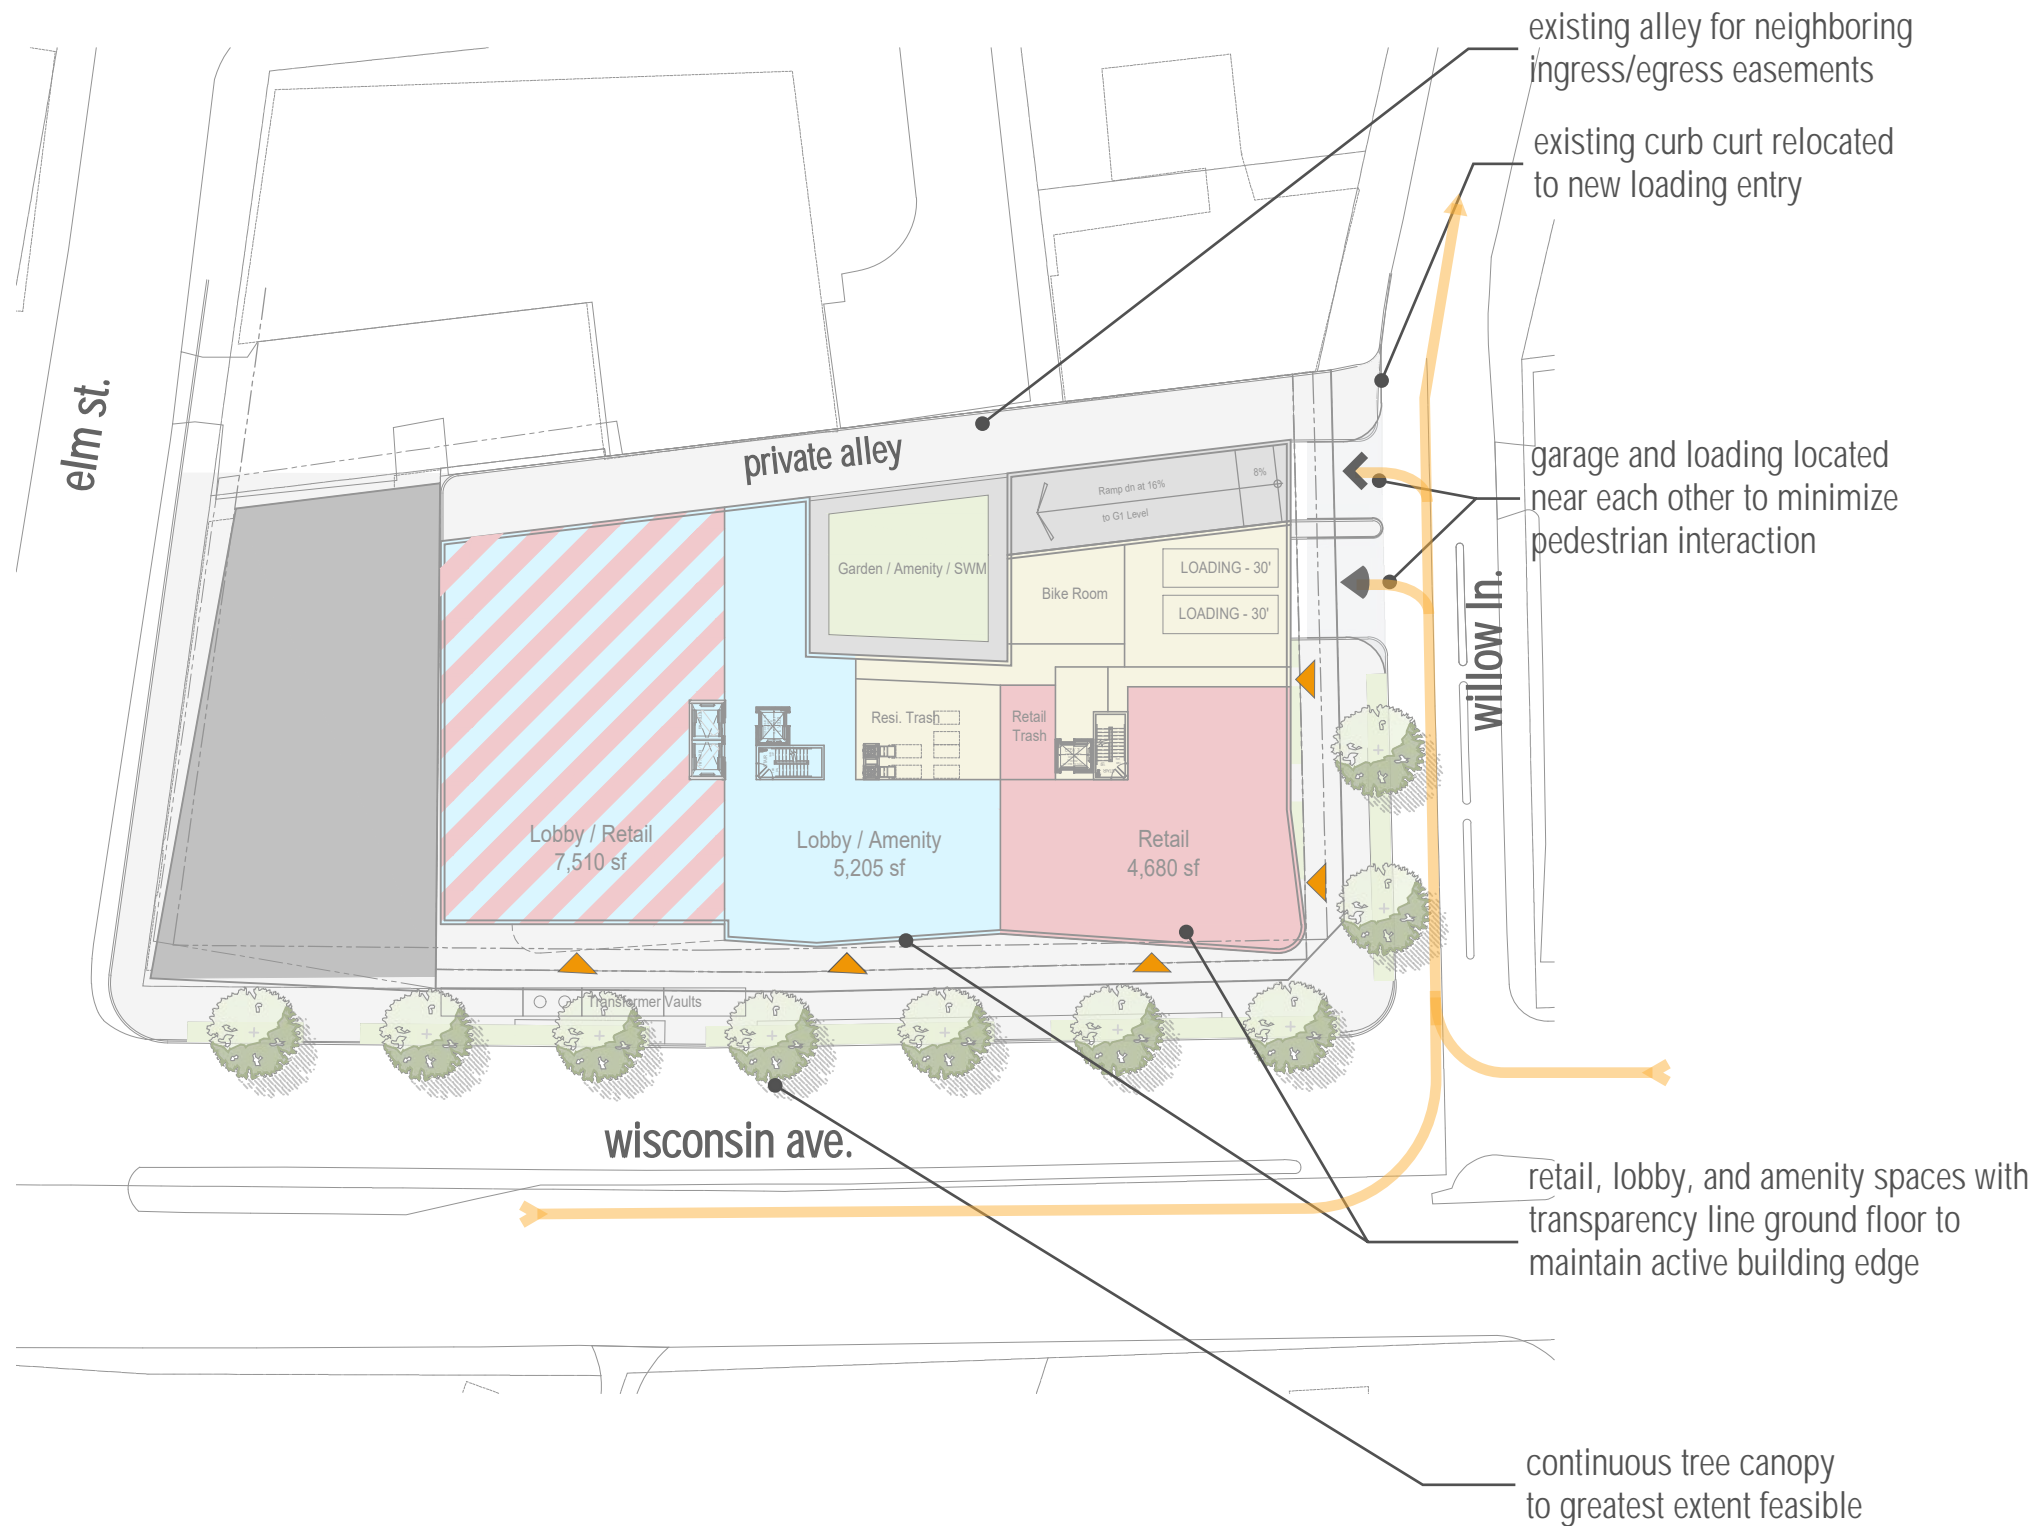 existing alley for neighboring
ingress/egress easements
existing curb curt relocated
to new loading entry
elm st.
private alley
garage and loading located
near each other to minimize
pedestrian interaction
Ramp dn at 16%
8%
to G1 Level
Garden / Amenity / SWM
Bike Room
LOADING - 30'
LOADING - 30'
willow ln.
Resi. Trash
Retail
Trash
Lobby / Retail
7,510 sf
Lobby / Amenity
5,205 sf
Retail
4,680 sf
Transformer Vaults
wisconsin ave.
retail, lobby, and amenity spaces with
transparency line ground floor to
maintain active building edge
continuous tree canopy
to greatest extent feasible